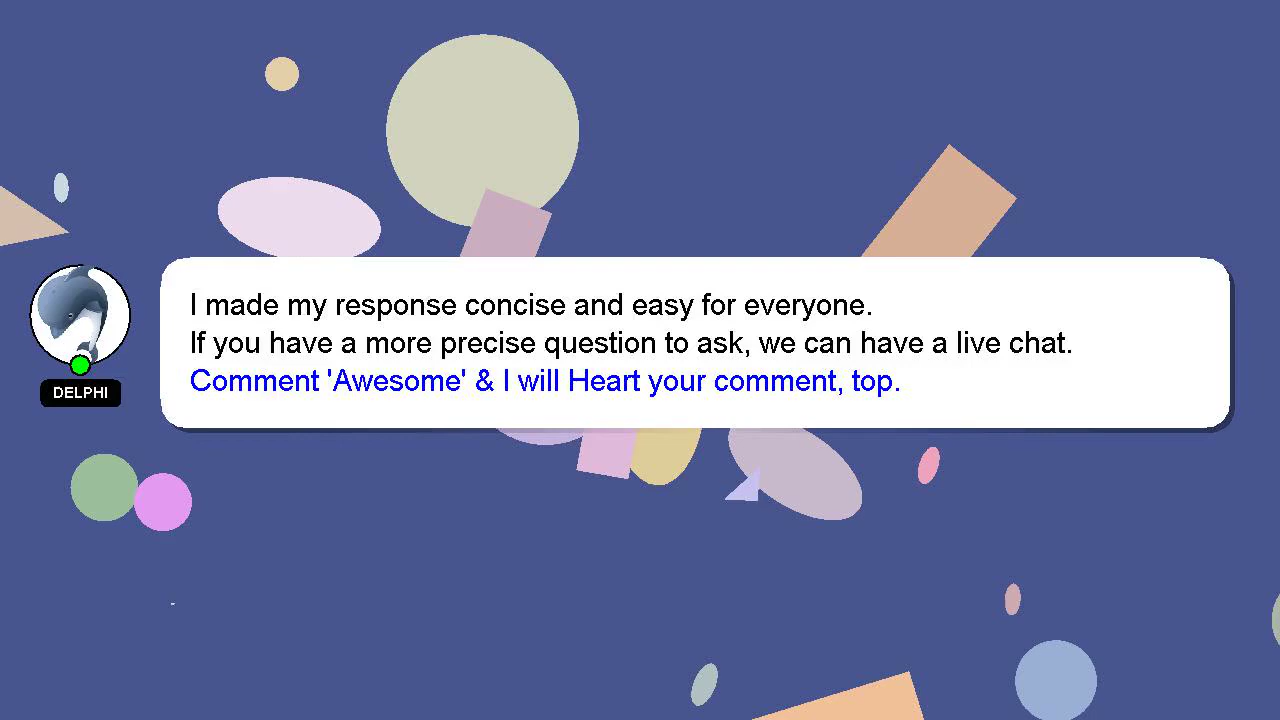 I made my response concise and easy for everyone.
If you have a more precise question to ask, we can have a live chat.
Comment 'Awesome' & I will Heart your comment, top.
DELPHI